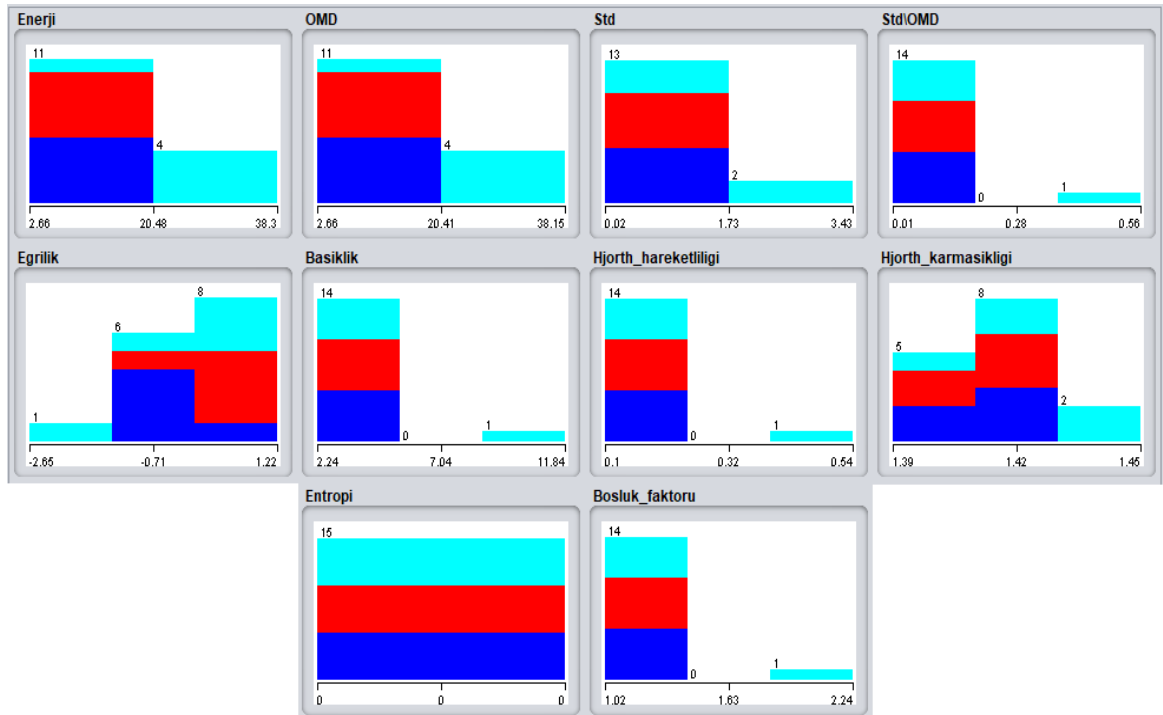 Enerji
11
4
2.66 20.48 38.3
OMD
11
4
2.66 20.41 38.15
Std
13
2
0.02 1.73 3.43
Std\OMD
14
0
1
0.01 0.28 0.56
Egrilik
1
6
8
-2.65 -0.71 1.22
Basiklik
14
0
1
2.24 7.04 11.84
Hjorth_hareketliligi
14
0
1
0.1 0.32 0.54
Hjorth_karmasikligi
5
8
2
1.39 1.42 1.45
Entropi
15
0 0 0
Bosluk_faktoru
14
0
1
1.02 1.63 2.24